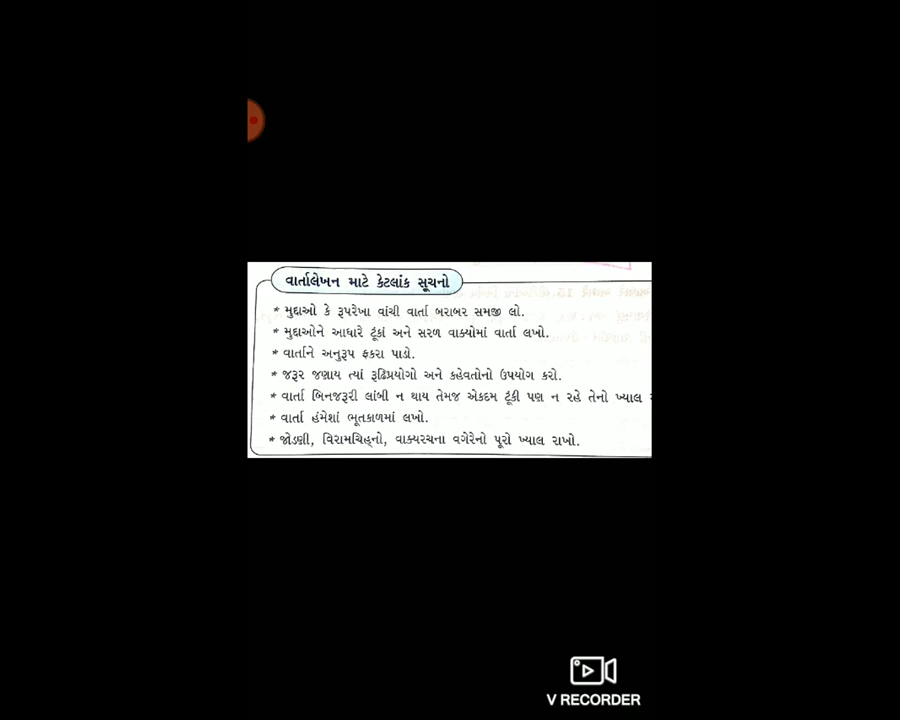 વાર્તાલેખન માટે કેટલાંક સૂચનો
* મુદ્દાઓ કે રૂપરેખા વાંચી વાર્તા બરાબર સમજી લો.
* મુદ્દાઓને આધારે ટૂંકાં અને સરળ વાક્યોમાં વાર્તા લખો.
* વાર્તાને અનુરૂપ ફકરા પાડો.
* જરૂર જણાય ત્યાં રૂઢિપ્રયોગો અને કહેવતોનો ઉપયોગ કરો.
* વાર્તા બિનજરૂરી લાંબી ન થાય તેમજ એકદમ ટૂંકી પણ ન રહે તેનો ખ્યાલ
* વાર્તા હંમેશાં ભૂતકાળમાં લખો.
* જોડણી, વિરામચિહ્નો, વાક્યરચના વગેરેનો પૂરો ખ્યાલ રાખો.
V RECORDER